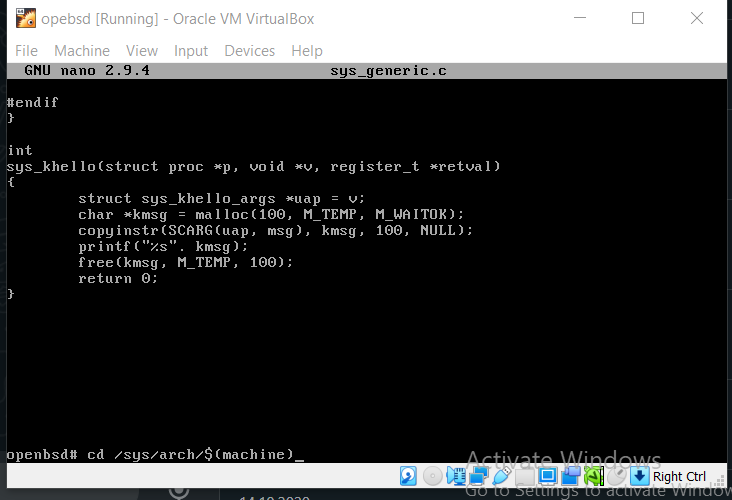 opebsd [Running] - Oracle VM VirtualBox
File Machine View Input Devices Help
GNU nano 2.9.4 sys_generic.c
#endif
}
int
sys_khello(struct proc *p, void *v, register_t *retval)
{
struct sys_khello_args *uap = v;
char *kmsg = malloc(100, M_TEMP, M_WAITOK);
copyinstr(SCARG(uap, msg), kmsg, 100, NULL);
printf("%s". kmsg);
free(kmsg, M_TEMP, 100);
return 0;
}
openbsd# cd /sys/arch/$(machine)_
Activate Windows
Right Ctrl
Go to Settings to activate Window
14.10.2020